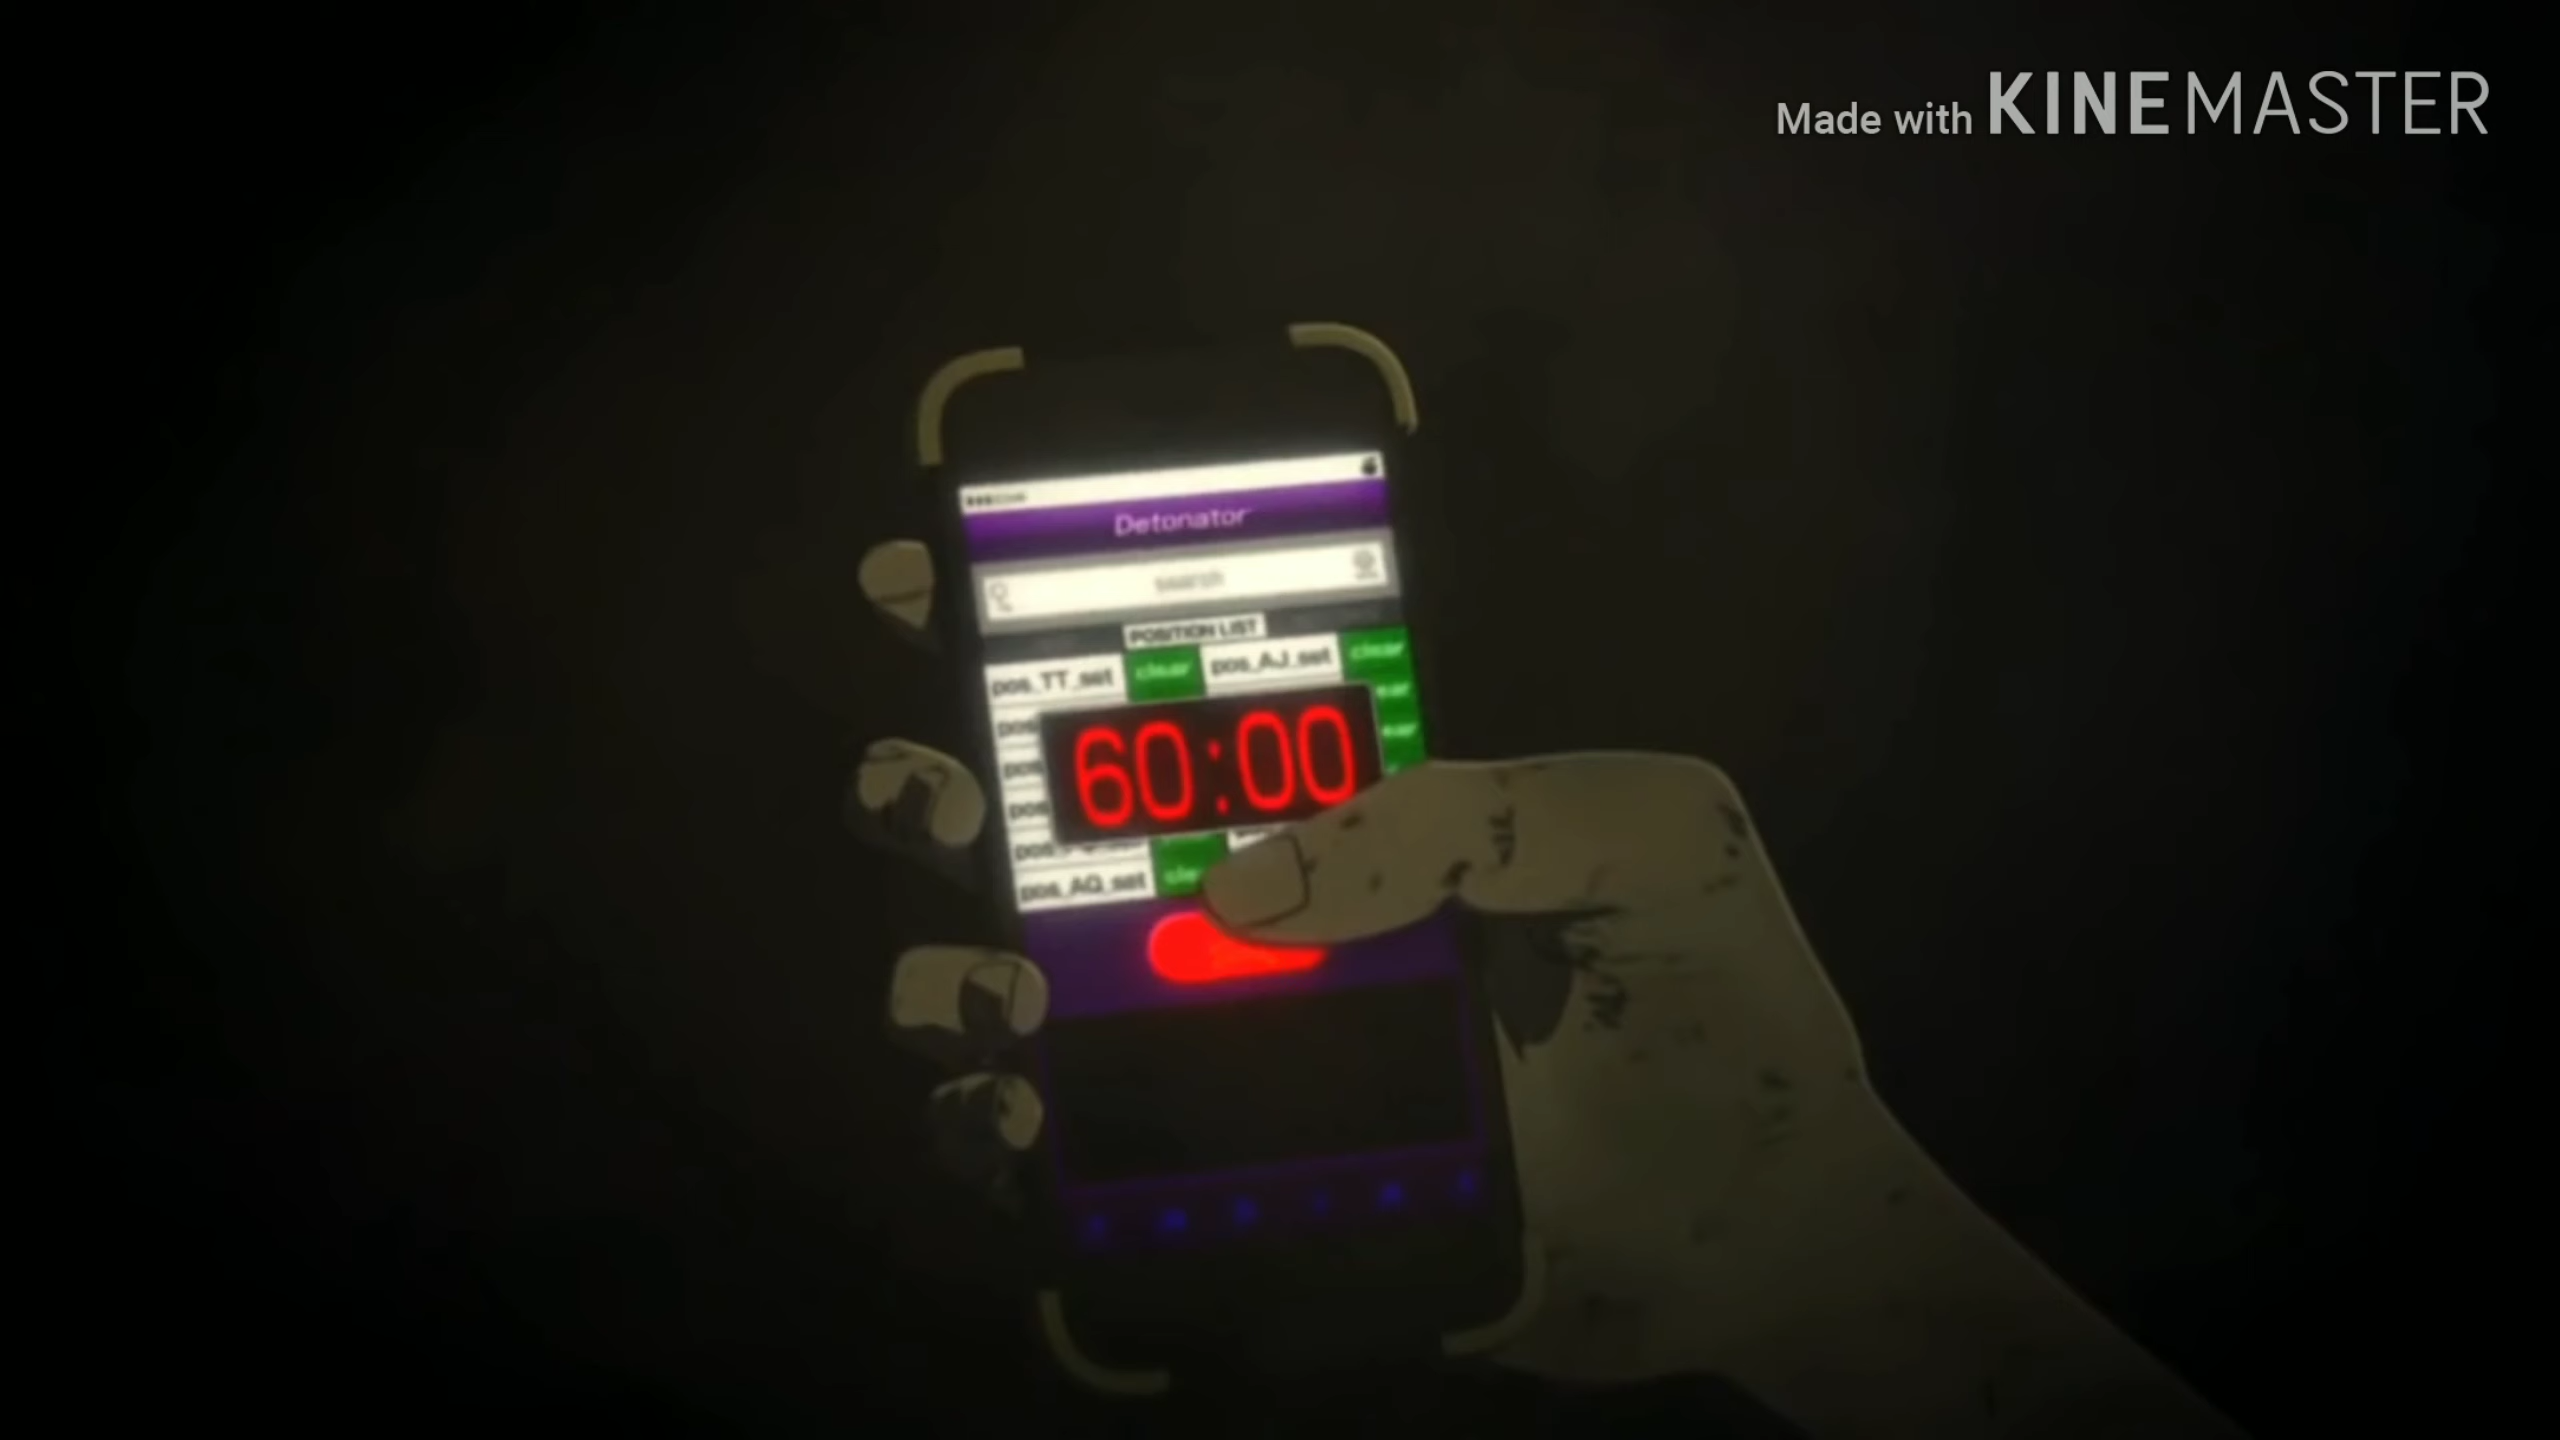 Made with KINEMASTER
Detonator
search
POSITION LIST
pos_TT_set clear pos_AJ_set clear
60:00
pos_AQ_set